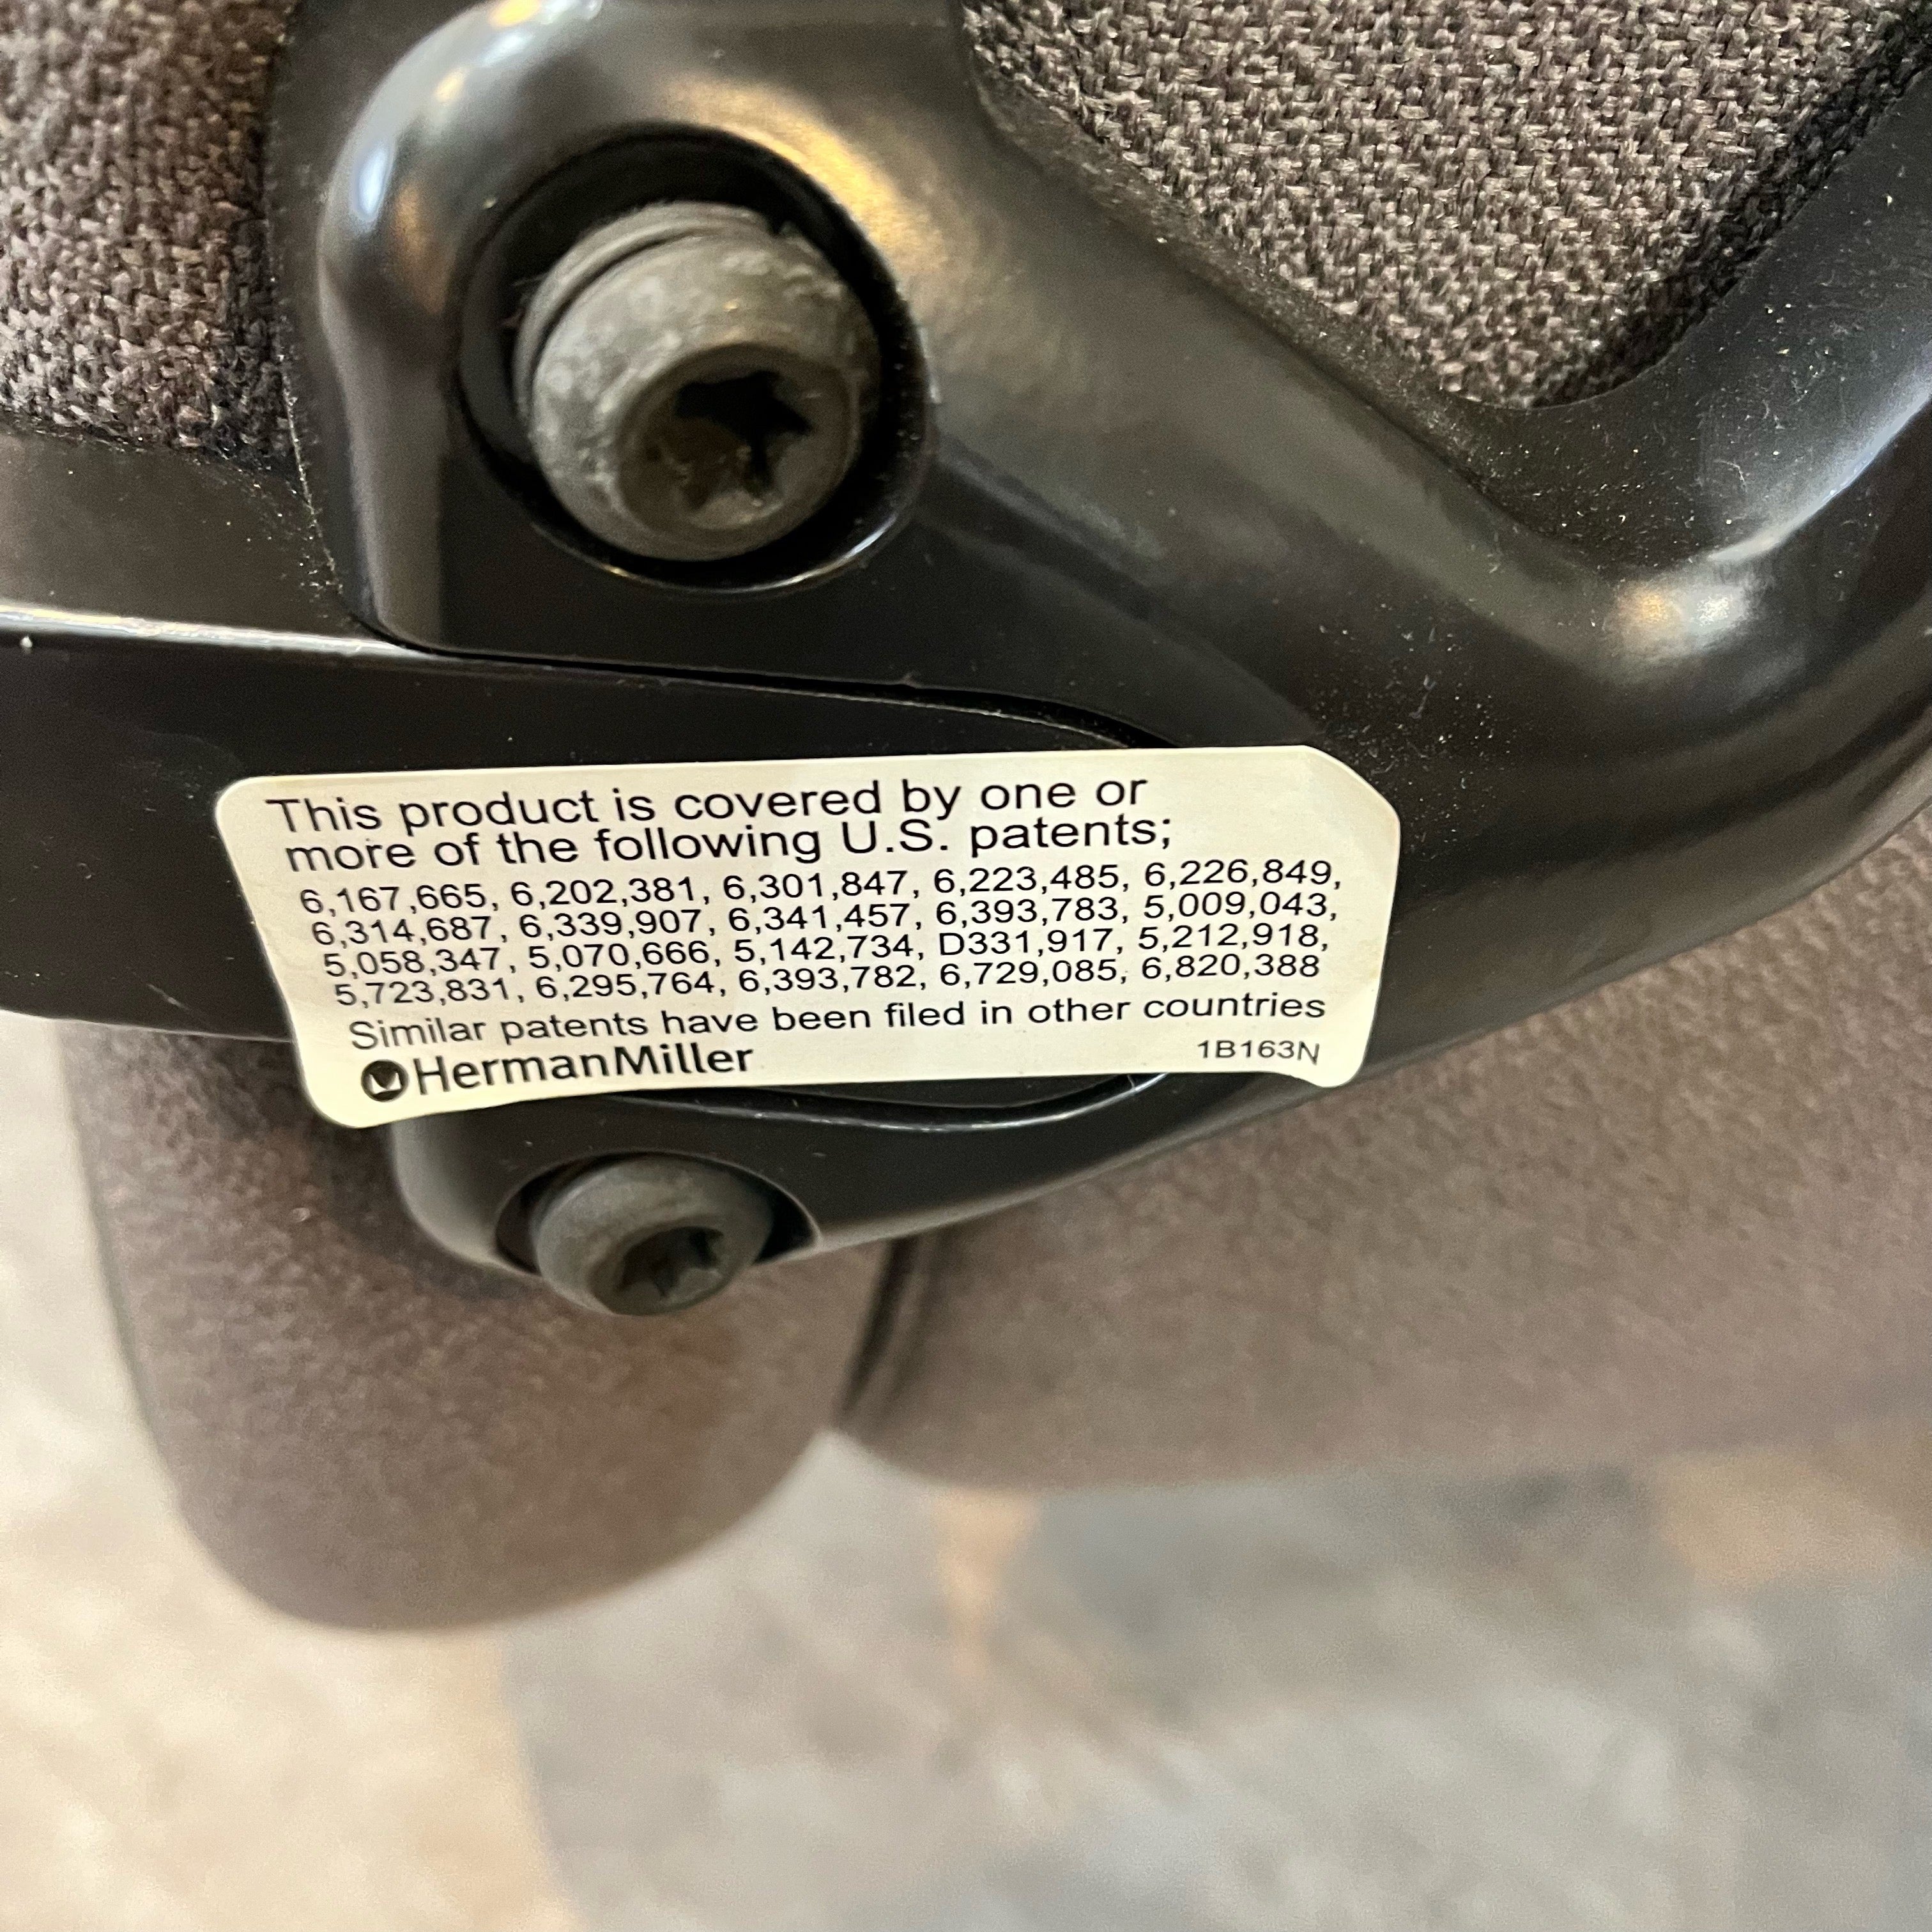 This product is covered by one or
more of the following U.S. patents;
6,167,665, 6,202,381, 6,301,847, 6,223,485, 6,226,849,
6,314,687, 6,339,907, 6,341,457, 6,393,783, 5,009,043,
5,058,347, 5,070,666, 5,142,734, D331,917, 5,212,918,
5,723,831, 6,295,764, 6,393,782, 6,729,085, 6,820,388
Similar patents have been filed in other countries
HermanMiller 1B163N